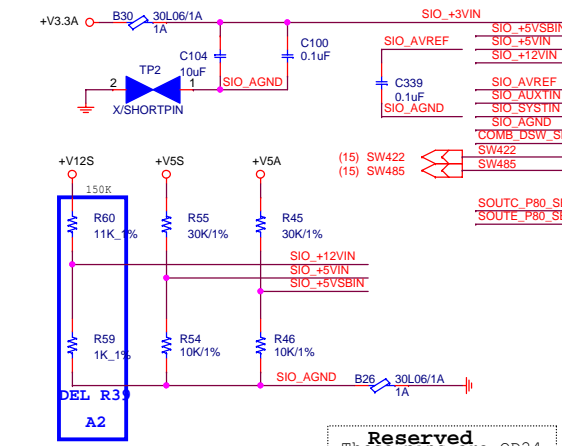 B30 30L06/1A
+V3.3A
1A
SIO_+3VIN
SIO_+5VSBIN
SIO_+5VIN
SIO_+12VIN
SIO_AVREF
C104
10uF
C100
0.1uF
TP2
2
1
SIO_AGND
X/SHORTPIN
C339
0.1uF
SIO_AGND
SIO_AVREF
SIO_AUXTIN
SIO_SYSTIN
SIO_AGND
COMB_DSW_S
(15) SW422
SW422
(15) SW485
SW485
+V12S
+V5S
+V5A
150K
SOUTC_P80_S
SOUTE_P80_S
R60
11K_1%
R55
30K/1%
R45
30K/1%
SIO_+12VIN
SIO_+5VIN
SIO_+5VSBIN
R59
1K_1%
R54
10K/1%
R46
10K/1%
SIO_AGND
B26 30L06/1A
1A
DEL R39
A2
Reserved